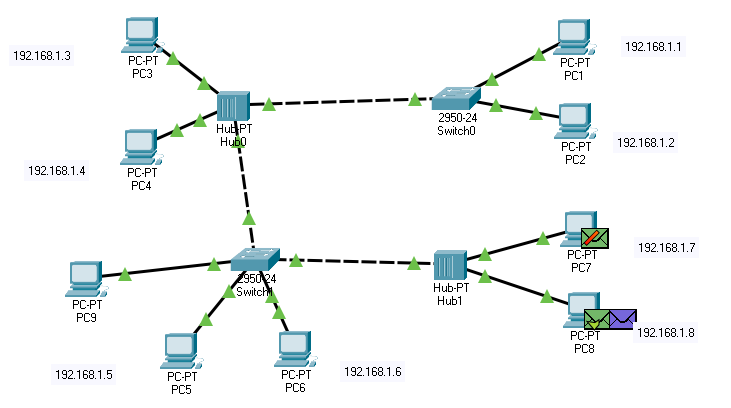 192.168.1.3
PC-PT
PC3
192.168.1.4
PC-PT
PC4
Hub-PT
Hub0
2950-24
Switch0
PC-PT
PC1
192.168.1.1
PC-PT
PC2
192.168.1.2
PC-PT
PC9
2950-24
Switch1
192.168.1.5
PC-PT
PC5
PC-PT
PC6
192.168.1.6
Hub-PT
Hub1
PC-PT
PC7
192.168.1.7
PC-PT
PC8
192.168.1.8